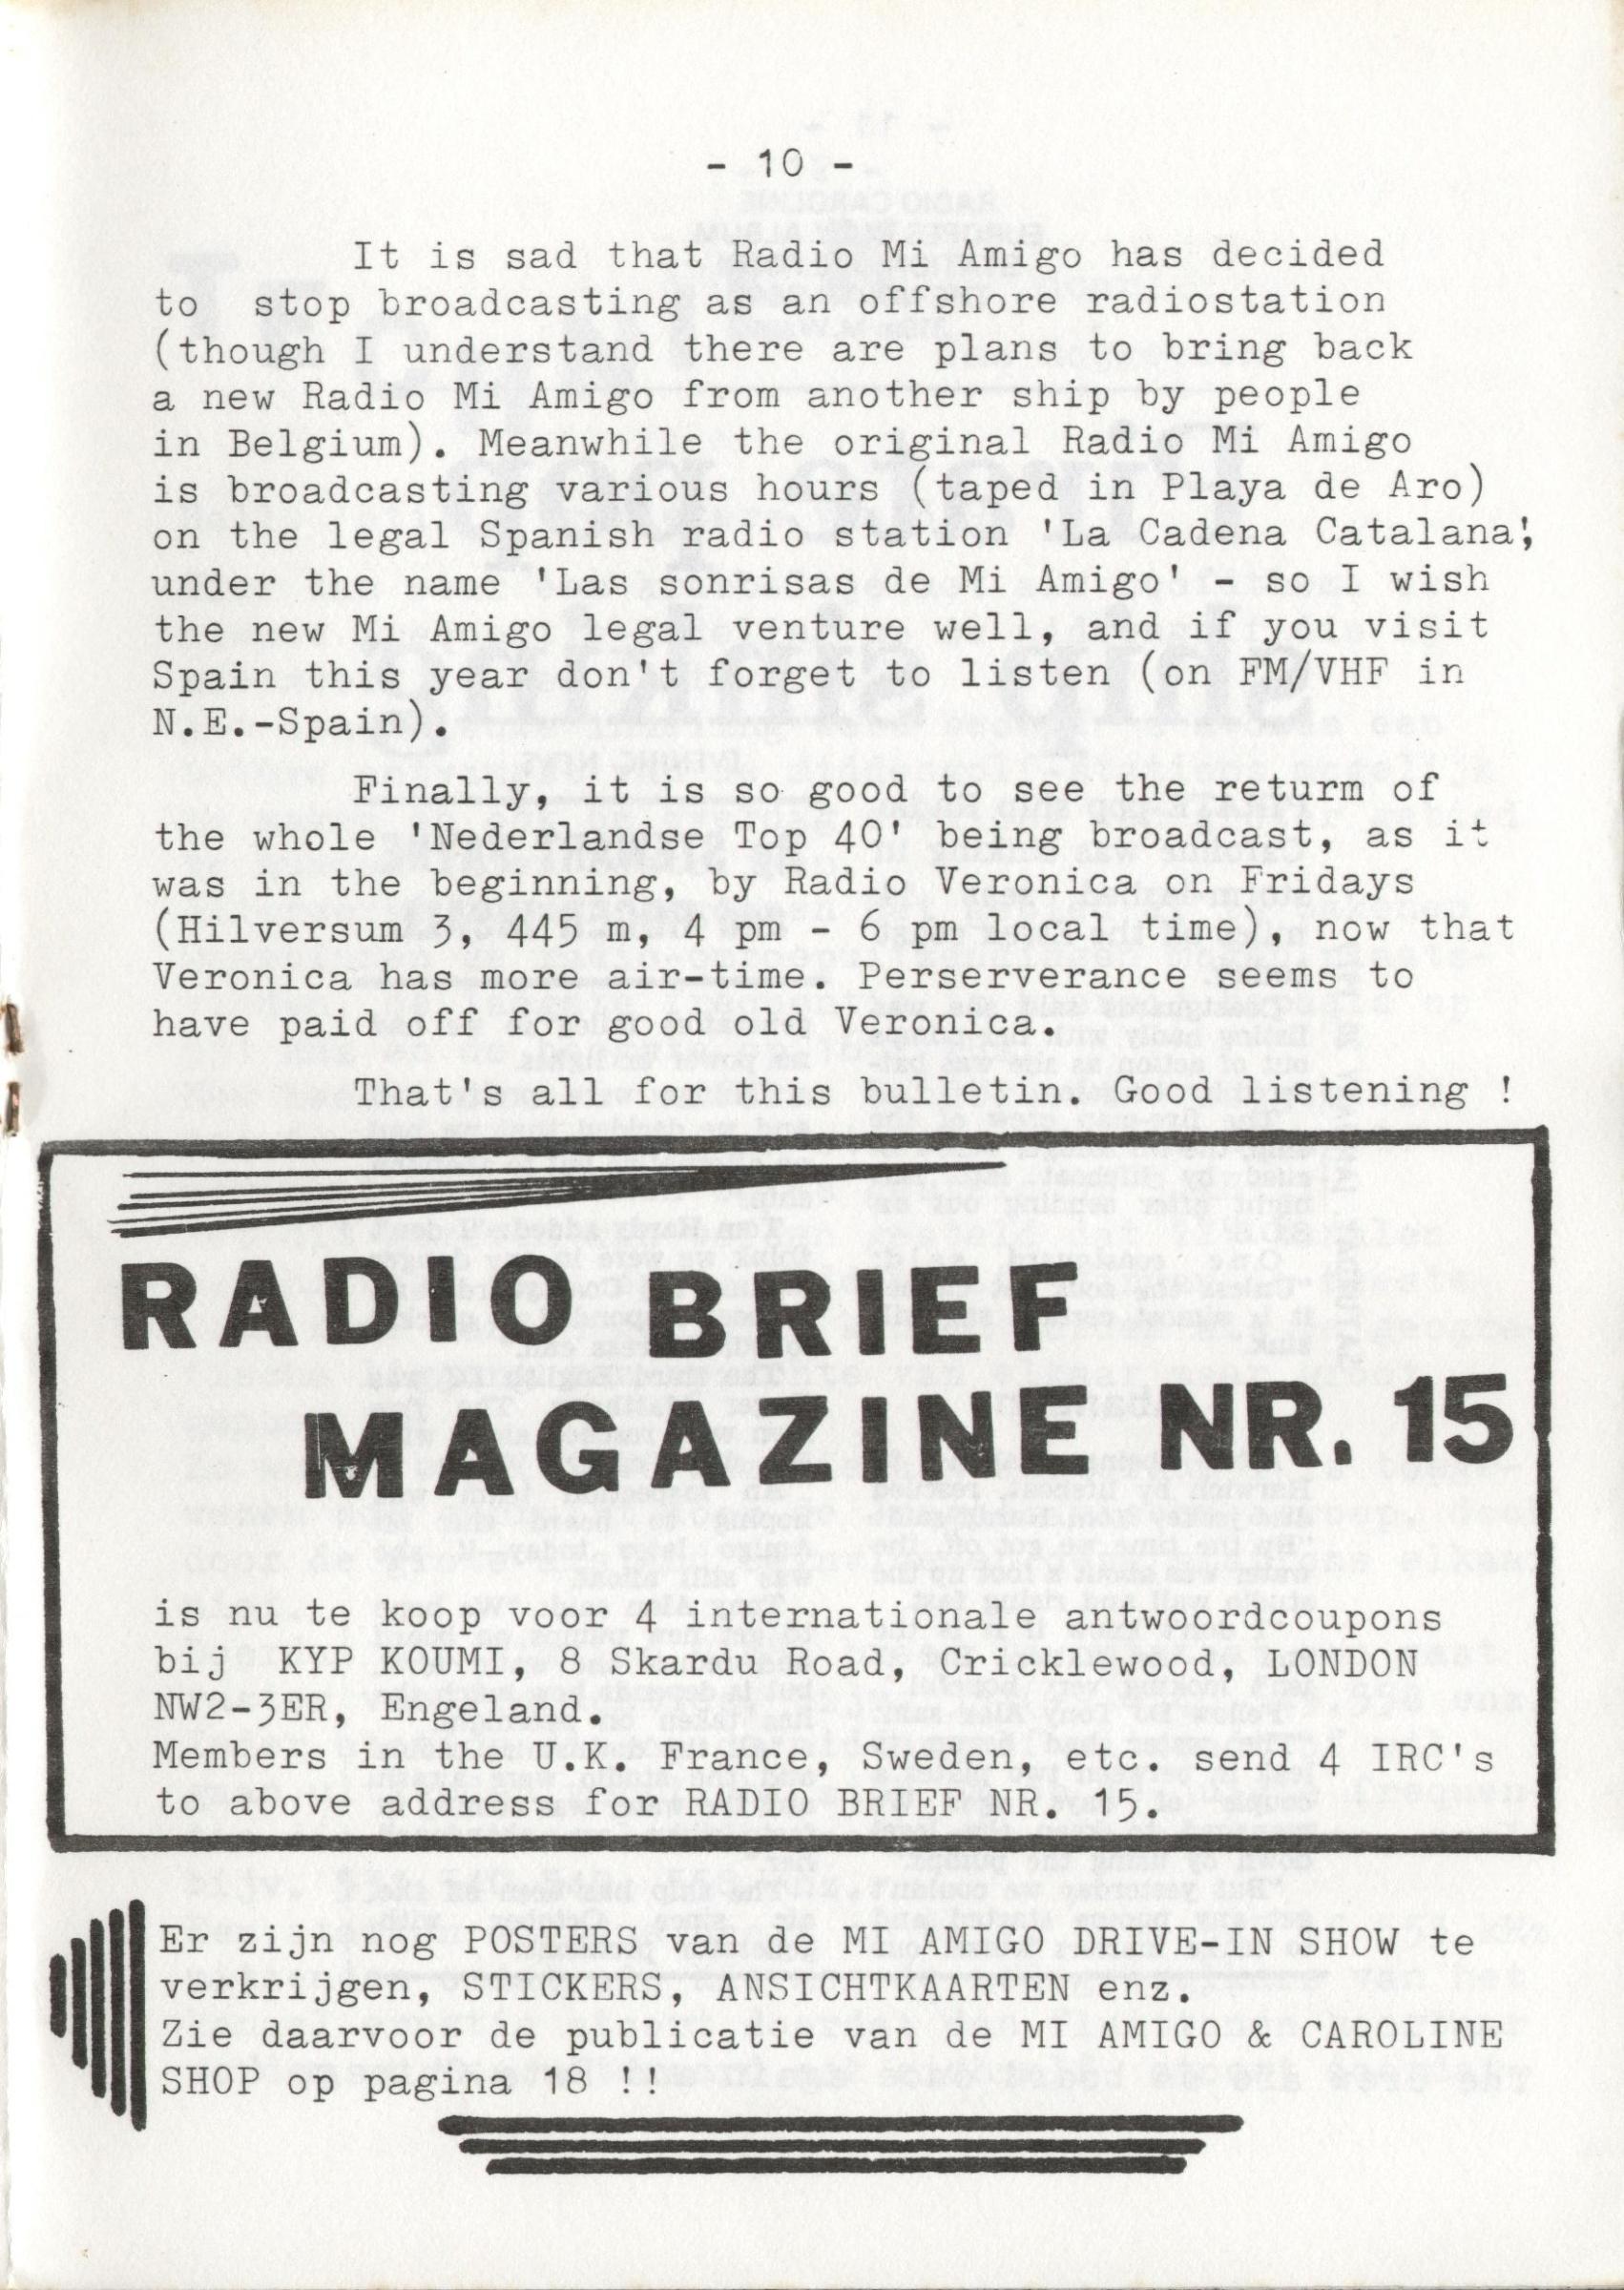 - 10 -
It is sad that Radio Mi Amigo has decided
to stop broadcasting as an offshore radiostation
(though I understand there are plans to bring back
a new Radio Mi Amigo from another ship by people
in Belgium). Meanwhile the original Radio Mi Amigo
is broadcasting various hours (taped in Playa de Aro)
on the legal Spanish radio station 'La Cadena Catalana',
under the name 'Las sonrisas de Mi Amigo' - so I wish
the new Mi Amigo legal venture well, and if you visit
Spain this year don't forget to listen (on FM/VHF in
N.E.-Spain).
Finally, it is so good to see the returm of
the whole 'Nederlandse Top 40' being broadcast, as it
was in the beginning, by Radio Veronica on Fridays
(Hilversum 3, 445 m, 4 pm - 6 pm local time), now that
Veronica has more air-time. Perserverance seems to
have paid off for good old Veronica.
That's all for this bulletin. Good listening !
RADIO BRIEF
MAGAZINE NR. 15
is nu te koop voor 4 internationale antwoordcoupons
bij KYP KOUMI, 8 Skardu Road, Cricklewood, LONDON
NW2-3ER, Engeland.
Members in the U.K. France, Sweden, etc. send 4 IRC's
to above address for RADIO BRIEF NR. 15.
Er zijn nog POSTERS van de MI AMIGO DRIVE-IN SHOW te
verkrijgen, STICKERS, ANSICHTKAARTEN enz.
Zie daarvoor de publicatie van de MI AMIGO & CAROLINE
SHOP op pagina 18 !!